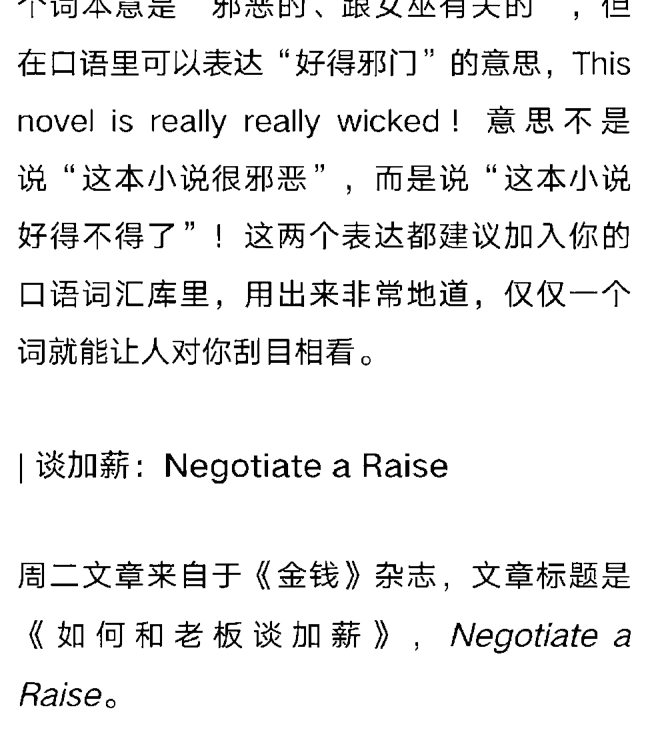 个词本意是“邪恶的、跟女巫有关的”，但
在口语里可以表达“好得邪门”的意思，This
novel is really really wicked！意思不是
说“这本小说很邪恶”，而是说“这本小说
好得不得了”！这两个表达都建议加入你的
口语词汇库里，用出来非常地道，仅仅一个
词就能让人对你刮目相看。
| 谈加薪：Negotiate a Raise
周二文章来自于《金钱》杂志，文章标题是
《如何和老板谈加薪》，Negotiate a
Raise。